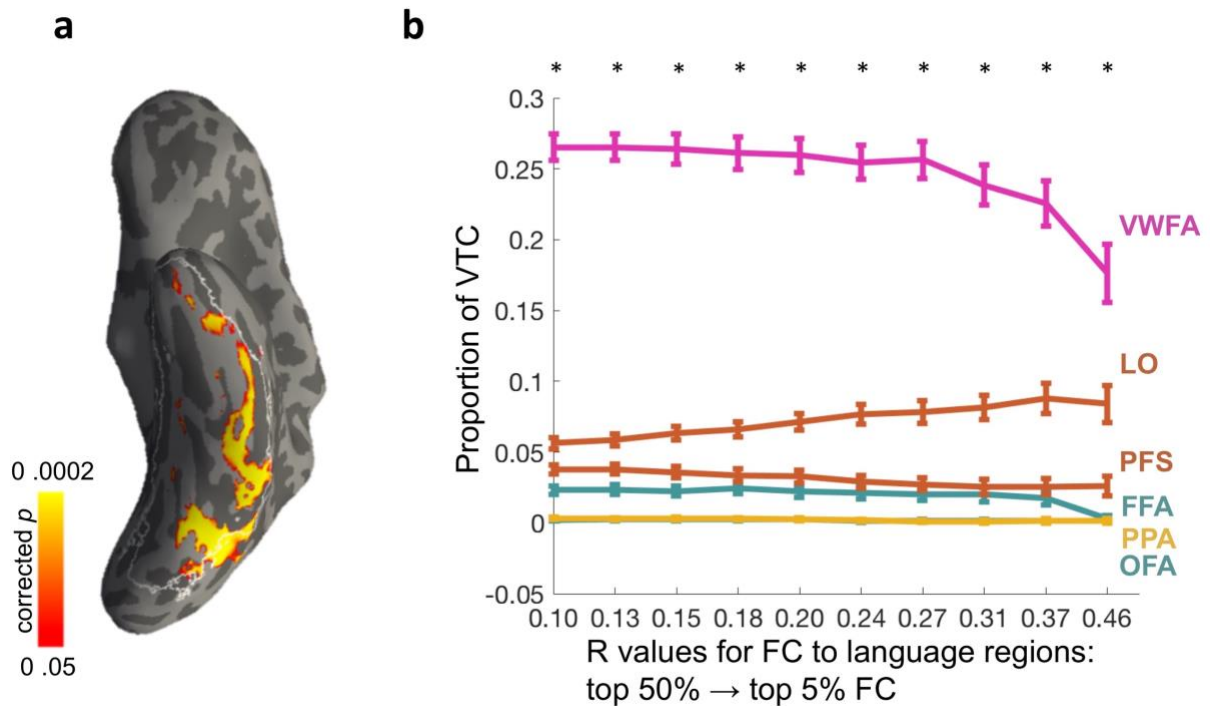 a
0 .0002
corrected p
0 .05
b
* * * * * * * * * *
Proportion of VTC
0.3
0.25
0.2
0.15
0.1
0.05
0
-0.05
VWFA
LO
PFS
FFA
PPA
OFA
0.10 0.13 0.15 0.18 0.20 0.24 0.27 0.31 0.37 0.46
R values for FC to language regions:
top 50% → top 5% FC